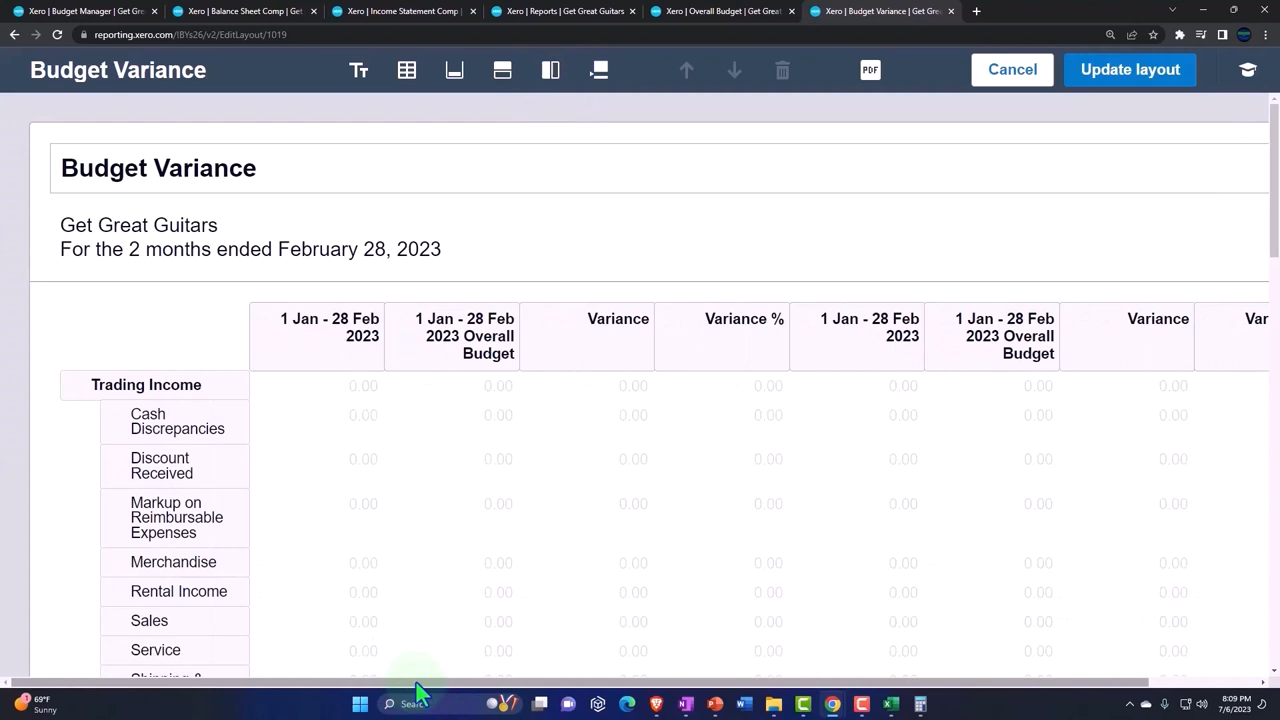 Xero | Budget Manager | Get Gre
Xero | Balance Sheet Comp | Get
Xero | Income Statement Comp |
Xero | Reports | Get Great Guitars
Xero | Overall Budget | Get Great
Xero | Budget Variance | Get Gre
reporting.xero.com/!BYs26/v2/EditLayout/1019
Budget Variance
PDF
Cancel
Update layout
Budget Variance
Get Great Guitars
For the 2 months ended February 28, 2023
1 Jan - 28 Feb 2023
1 Jan - 28 Feb 2023 Overall Budget
Variance
Variance %
1 Jan - 28 Feb 2023
1 Jan - 28 Feb 2023 Overall Budget
Variance
Var
Trading Income 0.00 0.00 0.00 0.00 0.00 0.00 0.00
Cash Discrepancies 0.00 0.00 0.00 0.00 0.00 0.00 0.00
Discount Received 0.00 0.00 0.00 0.00 0.00 0.00 0.00
Markup on Reimbursable Expenses 0.00 0.00 0.00 0.00 0.00 0.00 0.00
Merchandise 0.00 0.00 0.00 0.00 0.00 0.00 0.00
Rental Income 0.00 0.00 0.00 0.00 0.00 0.00 0.00
Sales 0.00 0.00 0.00 0.00 0.00 0.00 0.00
Service 0.00 0.00 0.00 0.00 0.00 0.00 0.00
Shipping &
69°F
Sunny
8:09 PM
7/6/2023